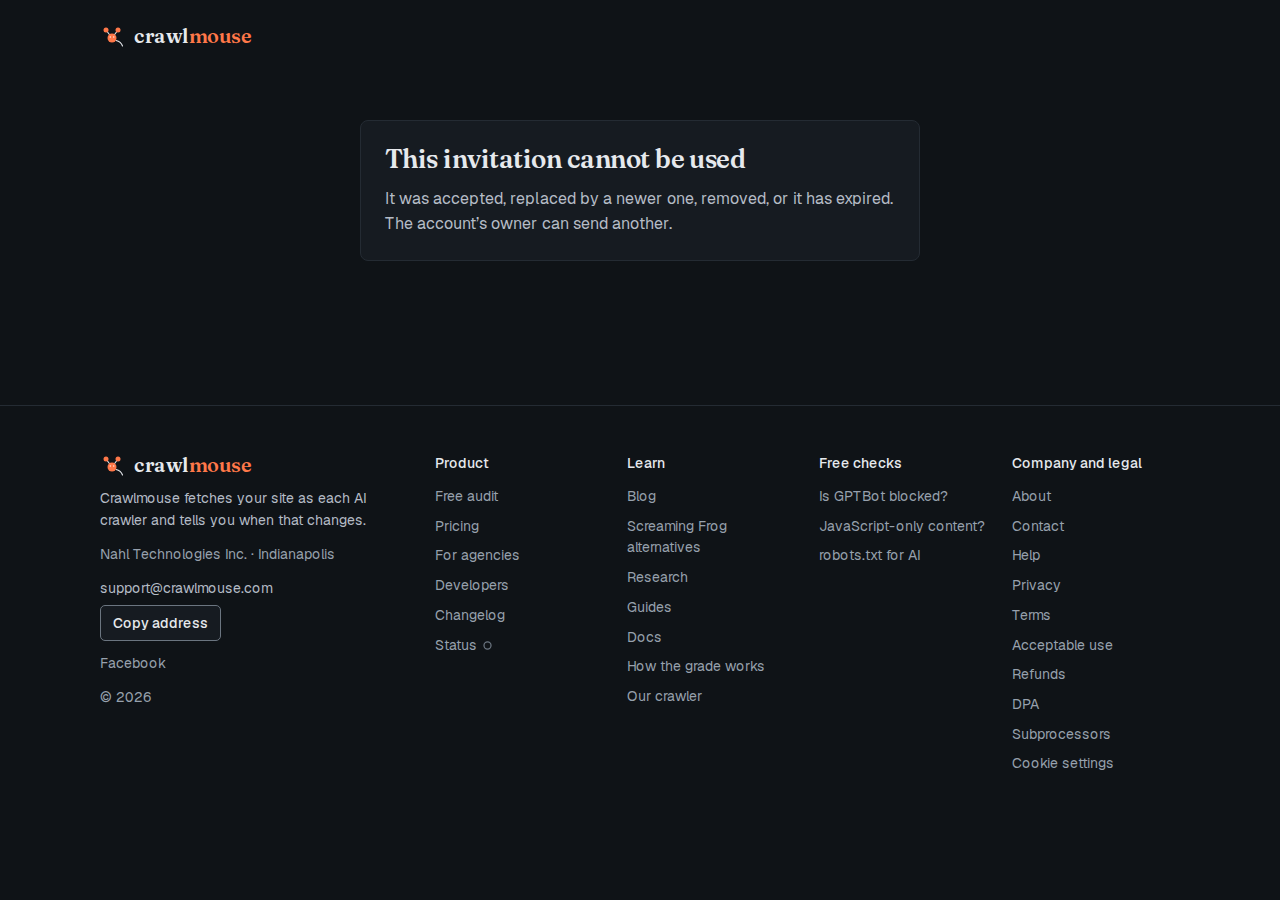 crawlmouse
This invitation cannot be used
It was accepted, replaced by a newer one, removed, or it has expired.
The account's owner can send another.
crawlmouse
Crawlmouse fetches your site as each AI
crawler and tells you when that changes.
Nahl Technologies Inc. · Indianapolis
support@crawlmouse.com
Copy address
Facebook
© 2026
Product
Free audit
Pricing
For agencies
Developers
Changelog
Status
Learn
Blog
Screaming Frog
alternatives
Research
Guides
Docs
How the grade works
Our crawler
Free checks
Is GPTBot blocked?
JavaScript-only content?
robots.txt for AI
Company and legal
About
Contact
Help
Privacy
Terms
Acceptable use
Refunds
DPA
Subprocessors
Cookie settings